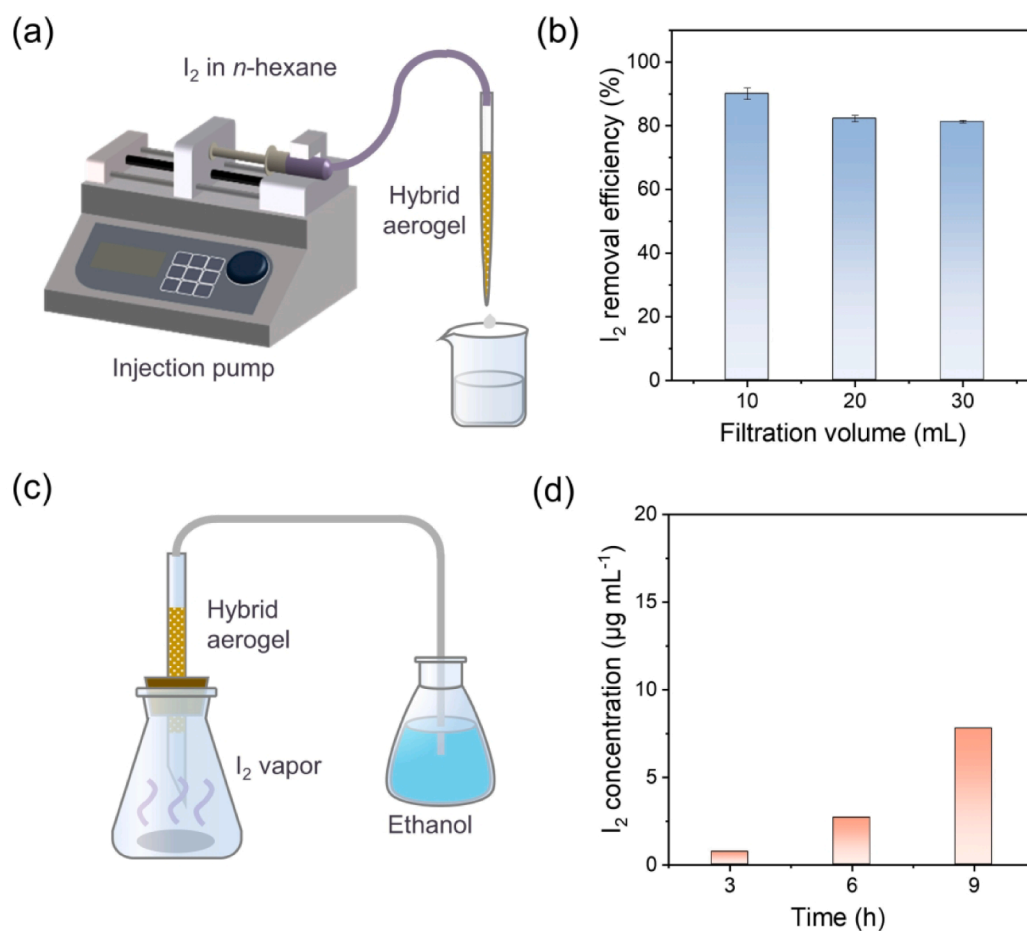 (a)
I₂ in n-hexane
Hybrid
aerogel
Injection pump
(b)
I₂ removal efficiency (%)
100
80
60
40
20
0
10 20 30
Filtration volume (mL)
(c)
Hybrid
aerogel
I₂ vapor
Ethanol
(d)
I₂ concentration (µg mL⁻¹)
20
15
10
5
0
3 6 9
Time (h)